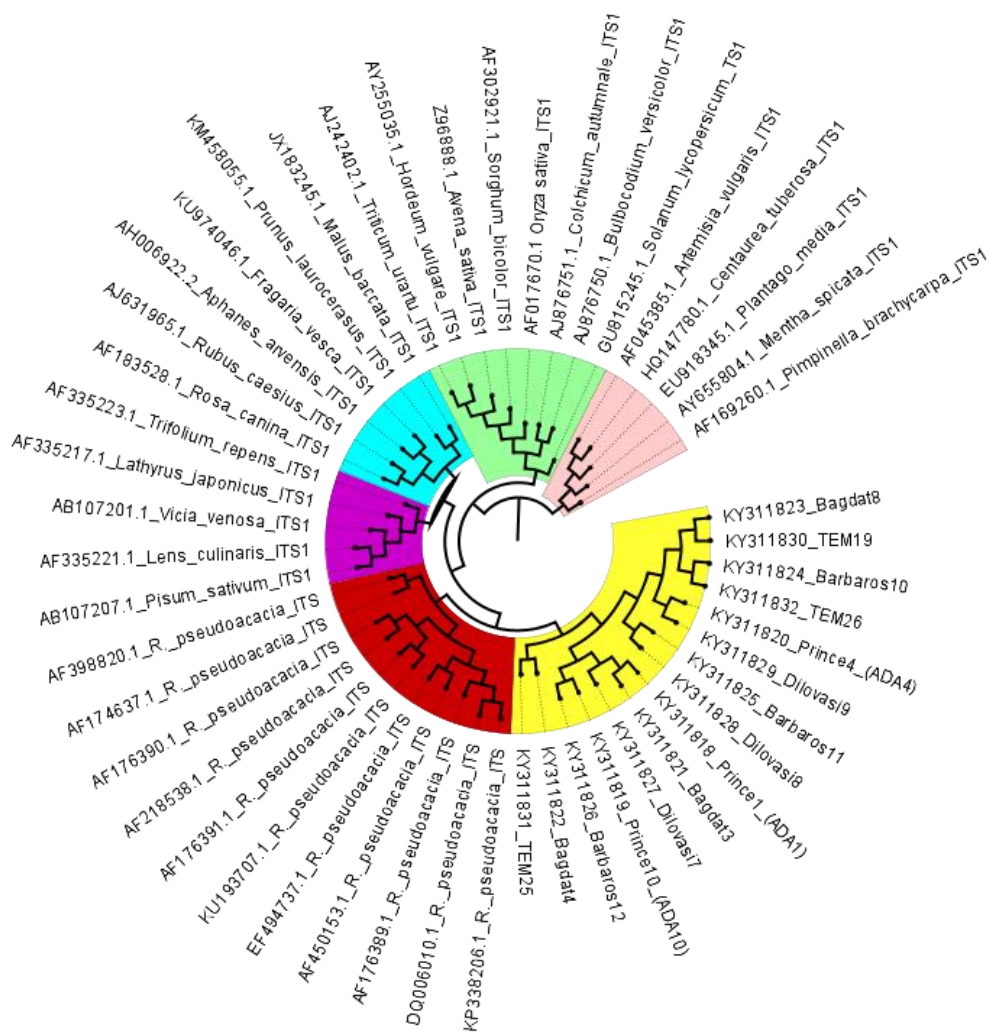 KM458055.1_Prunus_laurocerasus_ITS1
JX183245.1_Malus_baccata_ITS1
AJ242402.1_Triticum_urartu_ITS1
AY255035.1_Hordeum_vulgare_ITS1
Z96888.1_Avena_sativa_ITS1
AF302921.1_Sorghum_bicolor_ITS1
AF017670.1 Oryza sativa_ITS1
AJ876751.1_Colchicum_autumnale_ITS1
AJ876750.1_Bulbocodium_versicolor_ITS1
GU815245.1_Solanum_lycopersicum_TS1
AF045385.1_Artemisia_vulgaris_ITS1
HQ147780.1_Centaurea_tuberosa_ITS1
EU918345.1_Plantago_media_ITS1
AY655804.1_Mentha_spicata_ITS1
AF169260.1_Pimpinella_brachycarpa_ITS1
KY311823_Bagdat8
KY311830_TEM19
KY311824_Barbaros10
KY311832_TEM26
KY311820_Prince4_(ADA4)
KY311829_Dilovasi9
KY311825_Barbaros11
KY311828_Dilovasi8
KY311818_Prince1_(ADA1)
KY311821_Bagdat3
KY311827_Dilovasi7
KY311819_Prince10_(ADA10)
KY311826_Barbaros12
KY311822_Bagdat4
KY311831_TEM25
KP338206.1_R._pseudoacacia_ITS
DQ006010.1_R._pseudoacacia_ITS
AF176389.1_R._pseudoacacia_ITS
AF450153.1_R._pseudoacacia_ITS
EF494737.1_R._pseudoacacia_ITS
KU193707.1_R._pseudoacacia_ITS
AF176391.1_R._pseudoacacia_ITS
AF218538.1_R._pseudoacacia_ITS
AF176390.1_R._pseudoacacia_ITS
AF174637.1_R._pseudoacacia_ITS
AF398820.1_R._pseudoacacia_ITS
AB107207.1_Pisum_sativum_ITS1
AF335221.1_Lens_culinaris_ITS1
AB107201.1_Vicia_venosa_ITS1
AF335217.1_Lathyrus_japonicus_ITS1
AF335223.1_Trifolium_repens_ITS1
AF183528.1_Rosa_canina_ITS1
AJ631965.1_Rubus_caesius_ITS1
AH006922.2_Aphanes_arvensis_ITS1
KU974046.1_Fragaria_vesca_ITS1